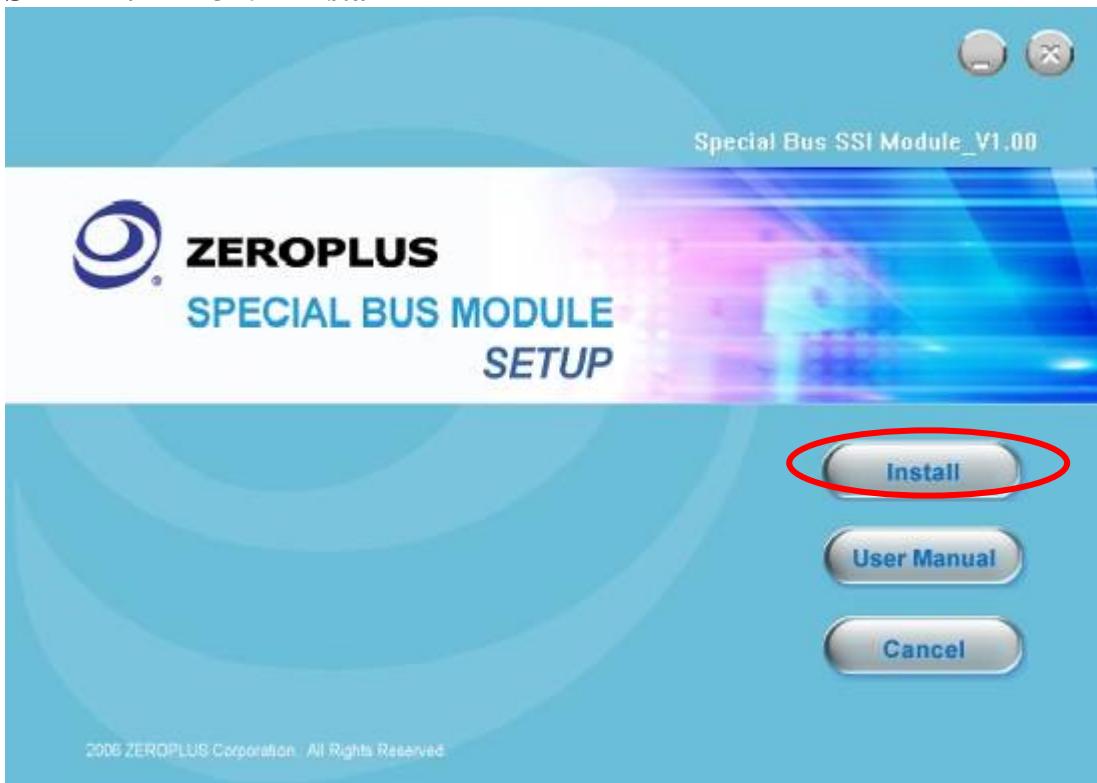 Special Bus SSI Module_V1.00
ZEROPLUS
SPECIAL BUS MODULE
SETUP
Install
User Manual
Cancel
2006 ZEROPLUS Corporation. All Rights Reserved